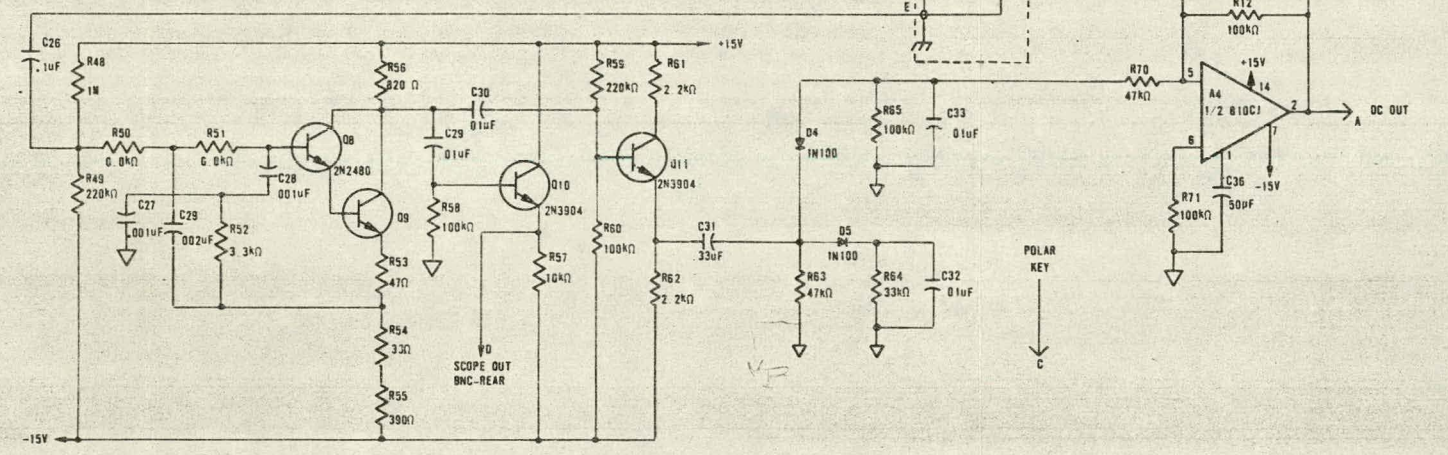 E
R12
100kΩ
C26
.1uF
R48
1M
R56
820 Ω
+15V
R59
220kΩ
R61
2.2kΩ
C30
.01uF
R70
47kΩ
5
+15V
14
A4
1/2 810CJ
2
A
DC OUT
6
7
1
-15V
C36
50pF
R71
100kΩ
R50
R51
Q8
2N2480
C28
.001uF
C29
.01uF
Q10
2N3904
Q11
2N3904
D4
1N100
R65
100kΩ
C33
.01uF
R49
220kΩ
C27
.001uF
C29
.002uF
R52
3.3kΩ
Q9
R58
100kΩ
R60
100kΩ
C31
.33uF
D5
1N100
R53
47Ω
R57
10kΩ
R62
2.2kΩ
R63
47kΩ
R64
33kΩ
C32
.01uF
POLAR
KEY
C
R54
33Ω
D
SCOPE OUT
BNC-REAR
R55
390Ω
-15V